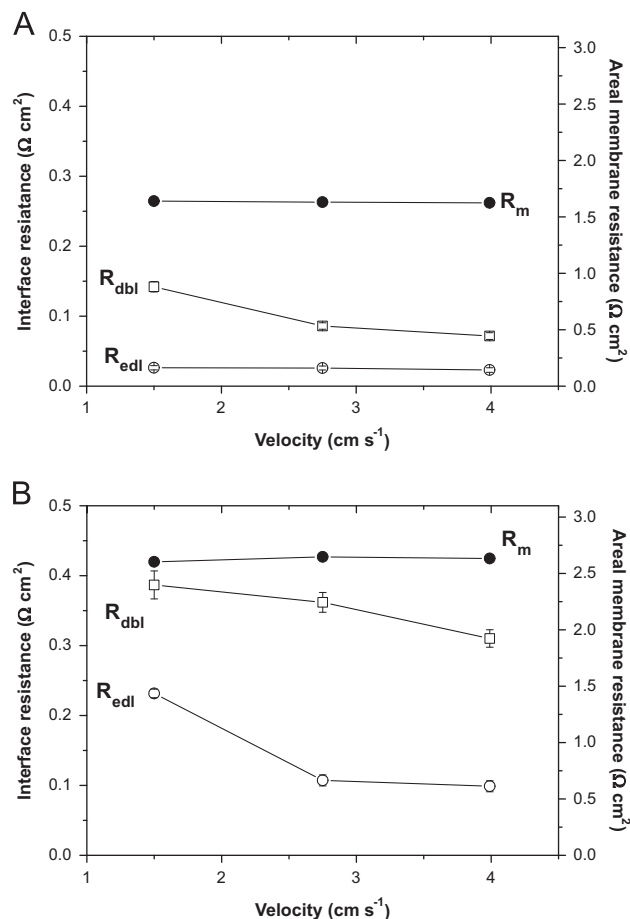 A
Interface resiatance (Ω cm²)
0.5
0.4
0.3
0.2
0.1
0.0
R_m
R_dbl
R_edl
3.0
2.5
2.0
1.5
1.0
0.5
0.0
Areal membrane resistance (Ω cm²)
1 2 3 4
Velocity (cm s⁻¹)
B
Interface resistance (Ω cm²)
0.5
0.4
0.3
0.2
0.1
0.0
R_m
R_dbl
R_edl
3.0
2.5
2.0
1.5
1.0
0.5
0.0
Areal membrane resistance (Ω cm²)
1 2 3 4
Velocity (cm s⁻¹)